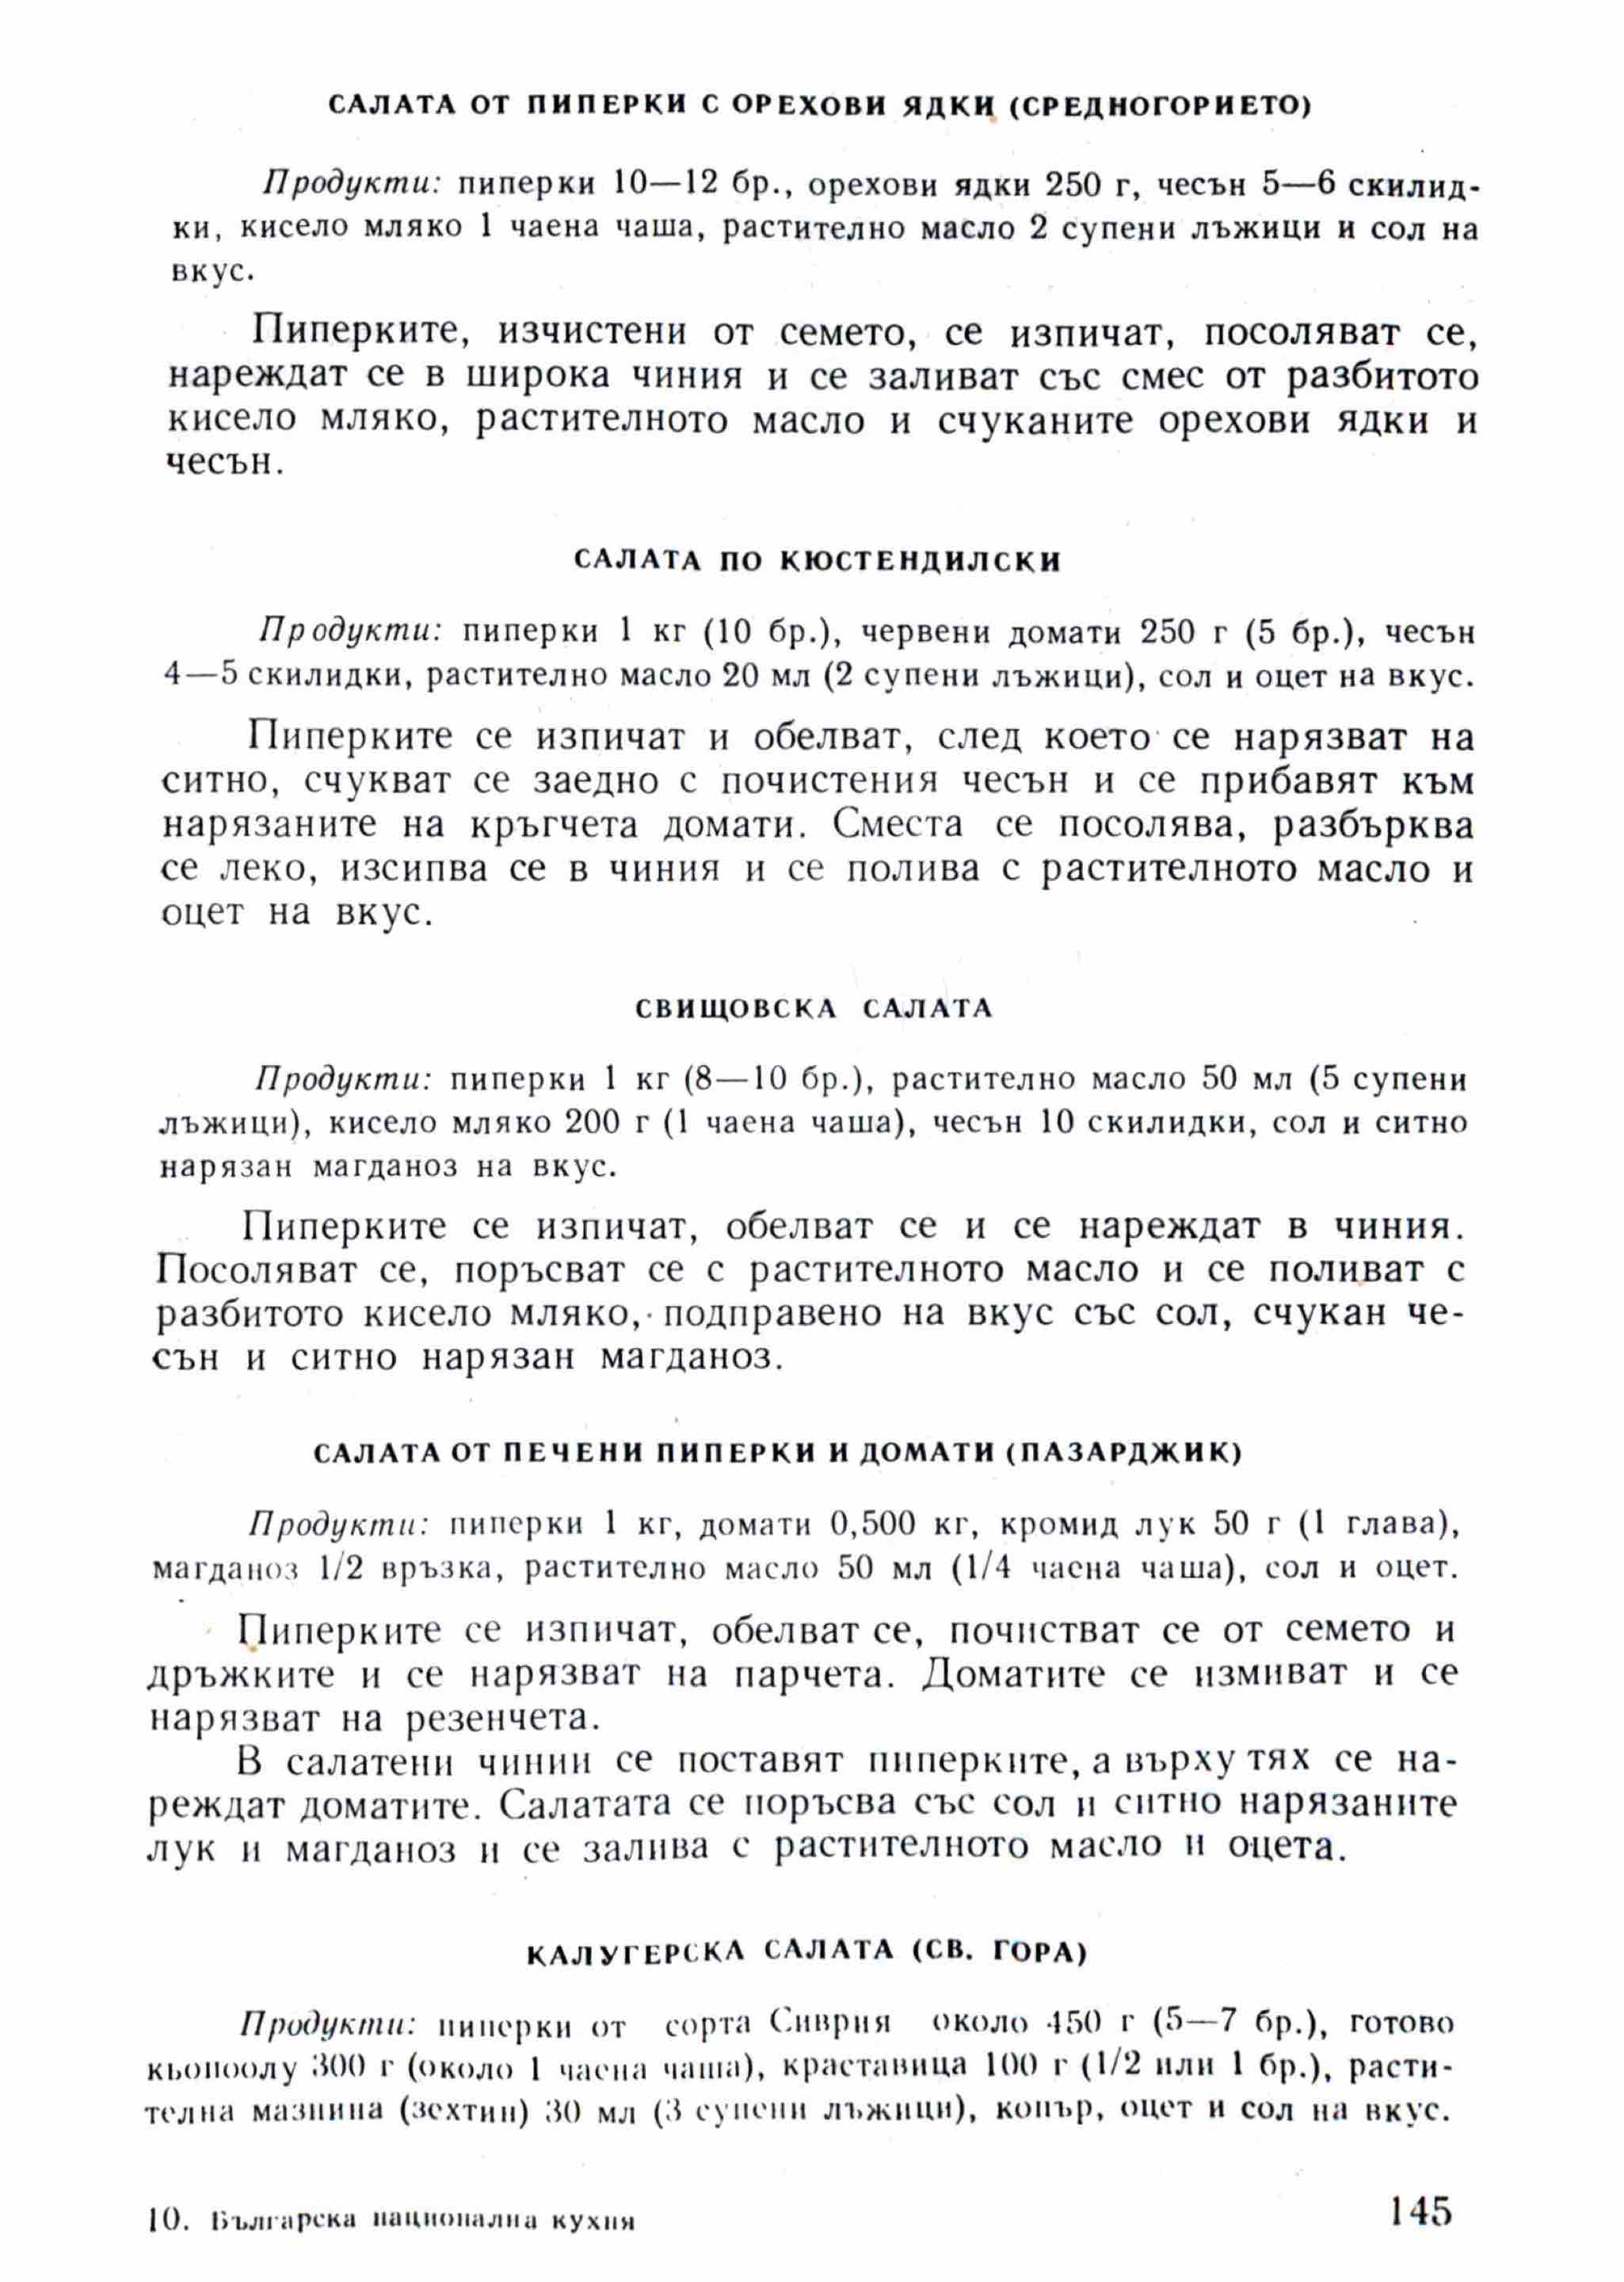 САЛАТА ОТ ПИПЕРКИ С ОРЕХОВИ ЯДКИ (СРЕДНОГОРИЕТО)
Продукти: пиперки 10—12 бр., орехови ядки 250 г, чесън 5—6 скилид-
ки, кисело мляко 1 чаена чаша, растително масло 2 супени лъжици и сол на
вкус.
Пиперките, изчистени от семето, се изпичат, посоляват се,
нареждат се в широка чиния и се заливат със смес от разбитото
кисело мляко, растителното масло и счуканите орехови ядки и
чесън.
САЛАТА ПО КЮСТЕНДИЛСКИ
Продукти: пиперки 1 кг (10 бр.), червени домати 250 г (5 бр.), чесън
4—5 скилидки, растително масло 20 мл (2 супени лъжици), сол и оцет на вкус.
Пиперките се изпичат и обелват, след което се нарязват на
ситно, счукват се заедно с почистения чесън и се прибавят към
нарязаните на кръгчета домати. Сместа се посолява, разбърква
се леко, изсипва се в чиния и се полива с растителното масло и
оцет на вкус.
СВИЩОВСКА САЛАТА
Продукти: пиперки 1 кг (8—10 бр.), растително масло 50 мл (5 супени
лъжици), кисело мляко 200 г (1 чаена чаша), чесън 10 скилидки, сол и ситно
нарязан магданоз на вкус.
Пиперките се изпичат, обелват се и се нареждат в чиния.
Посоляват се, поръсват се с растителното масло и се поливат с
разбитото кисело мляко, подправено на вкус със сол, счукан че-
сън и ситно нарязан магданоз.
САЛАТА ОТ ПЕЧЕНИ ПИПЕРКИ И ДОМАТИ (ПАЗАРДЖИК)
Продукти: пиперки 1 кг, домати 0,500 кг, кромид лук 50 г (1 глава),
магданоз 1/2 връзка, растително масло 50 мл (1/4 чаена чаша), сол и оцет.
Пиперките се изпичат, обелват се, почистват се от семето и
дръжките и се нарязват на парчета. Доматите се измиват и се
нарязват на резенчета.
В салатени чинии се поставят пиперките, а върху тях се на-
реждат доматите. Салатата се поръсва със сол и ситно нарязаните
лук и магданоз и се залива с растителното масло и оцета.
КАЛУГЕРСКА САЛАТА (СВ. ГОРА)
Продукти: пиперки от сорта Сиврия около 450 г (5—7 бр.), готово
кьопоолу 300 г (около 1 чаена чаша), краставица 100 г (1/2 или 1 бр.), расти-
телна мазнина (зехтин) 30 мл (3 супени лъжици), копър, оцет и сол на вкус.
10. Българска национална кухня
145